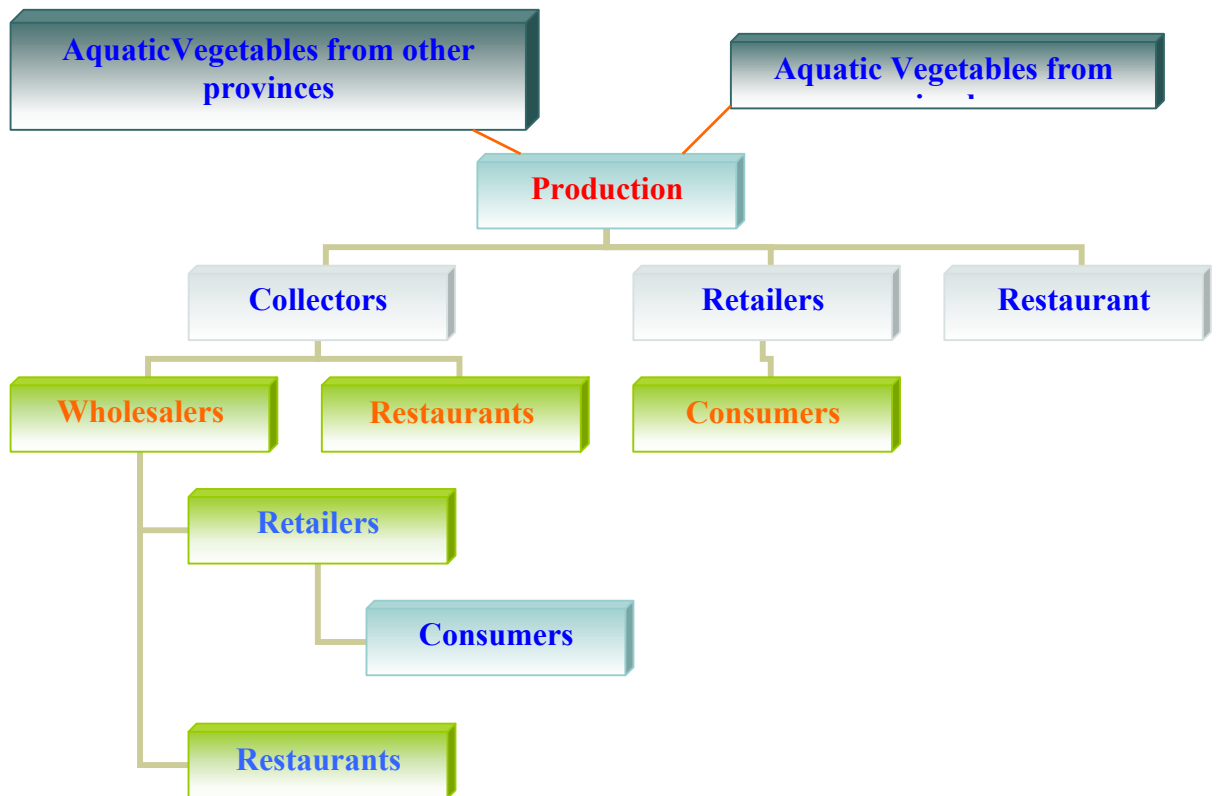 AquaticVegetables from other
provinces
Aquatic Vegetables from
Production
Collectors
Retailers
Restaurant
Wholesalers
Restaurants
Consumers
Retailers
Consumers
Restaurants